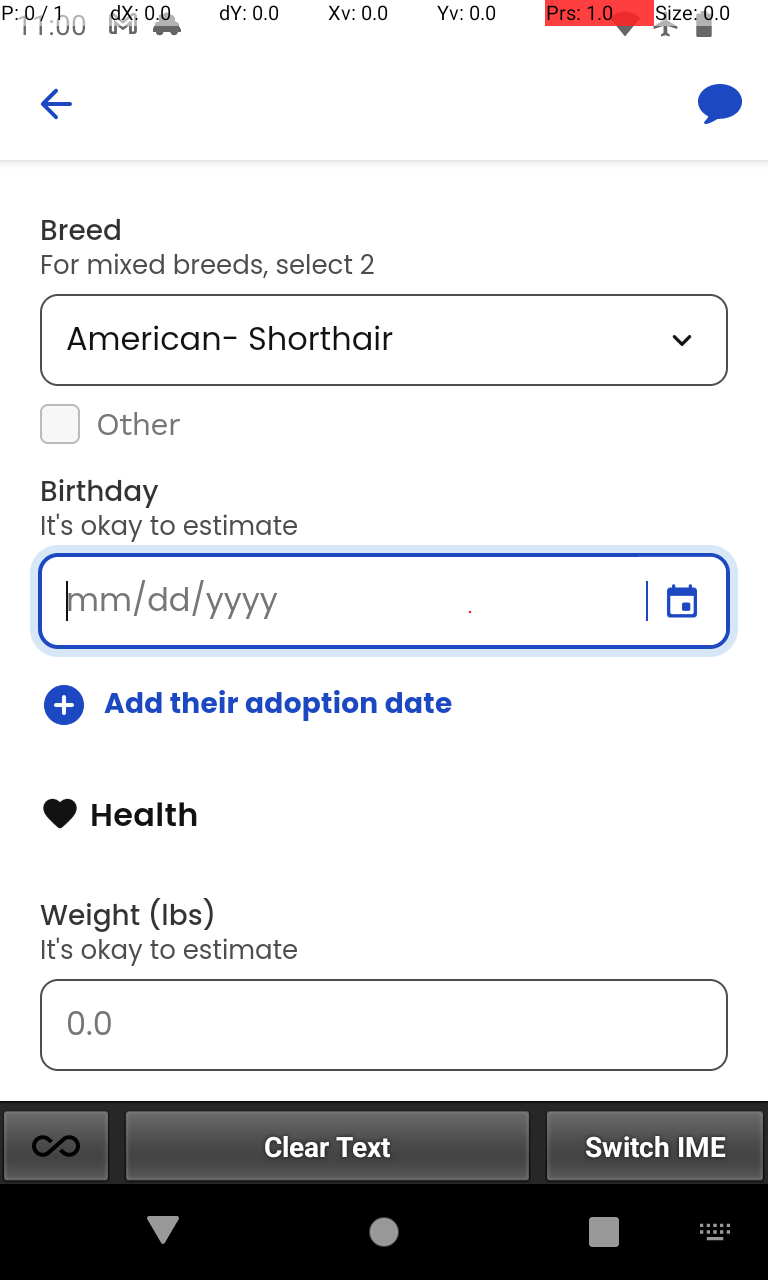 P: 0 / 1 dX: 0.0 dY: 0.0 Xv: 0.0 Yv: 0.0 Prs: 1.0 Size: 0.0
11:00
Breed
For mixed breeds, select 2
American- Shorthair
Other
Birthday
It's okay to estimate
mm/dd/yyyy
Add their adoption date
Health
Weight (lbs)
It's okay to estimate
0.0
Clear Text Switch IME